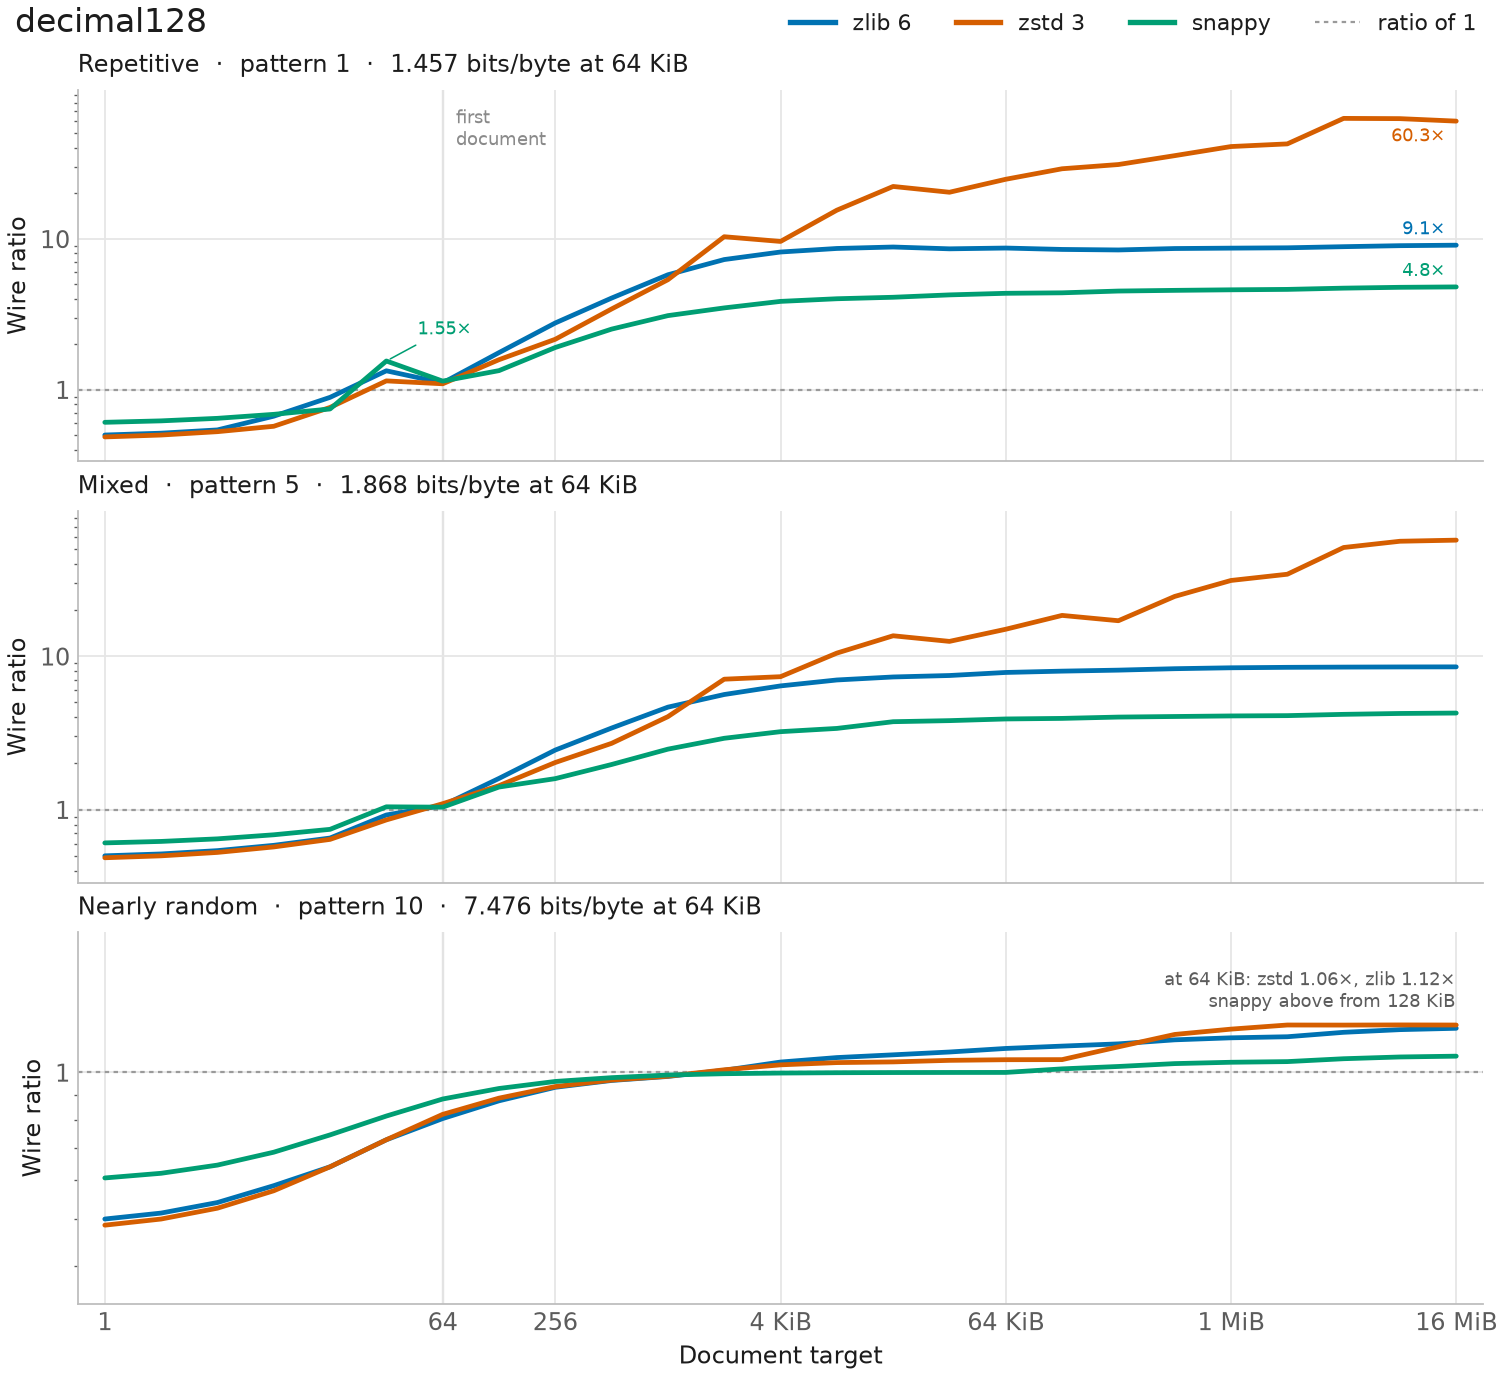 decimal128
zlib 6
zstd 3
snappy
ratio of 1
Repetitive · pattern 1 · 1.457 bits/byte at 64 KiB
first
document
60.3×
10
9.1×
4.8×
1.55×
1
Wire ratio
Mixed · pattern 5 · 1.868 bits/byte at 64 KiB
10
1
Wire ratio
Nearly random · pattern 10 · 7.476 bits/byte at 64 KiB
at 64 KiB: zstd 1.06×, zlib 1.12×
snappy above from 128 KiB
1
Wire ratio
1
64
256
4 KiB
64 KiB
1 MiB
16 MiB
Document target